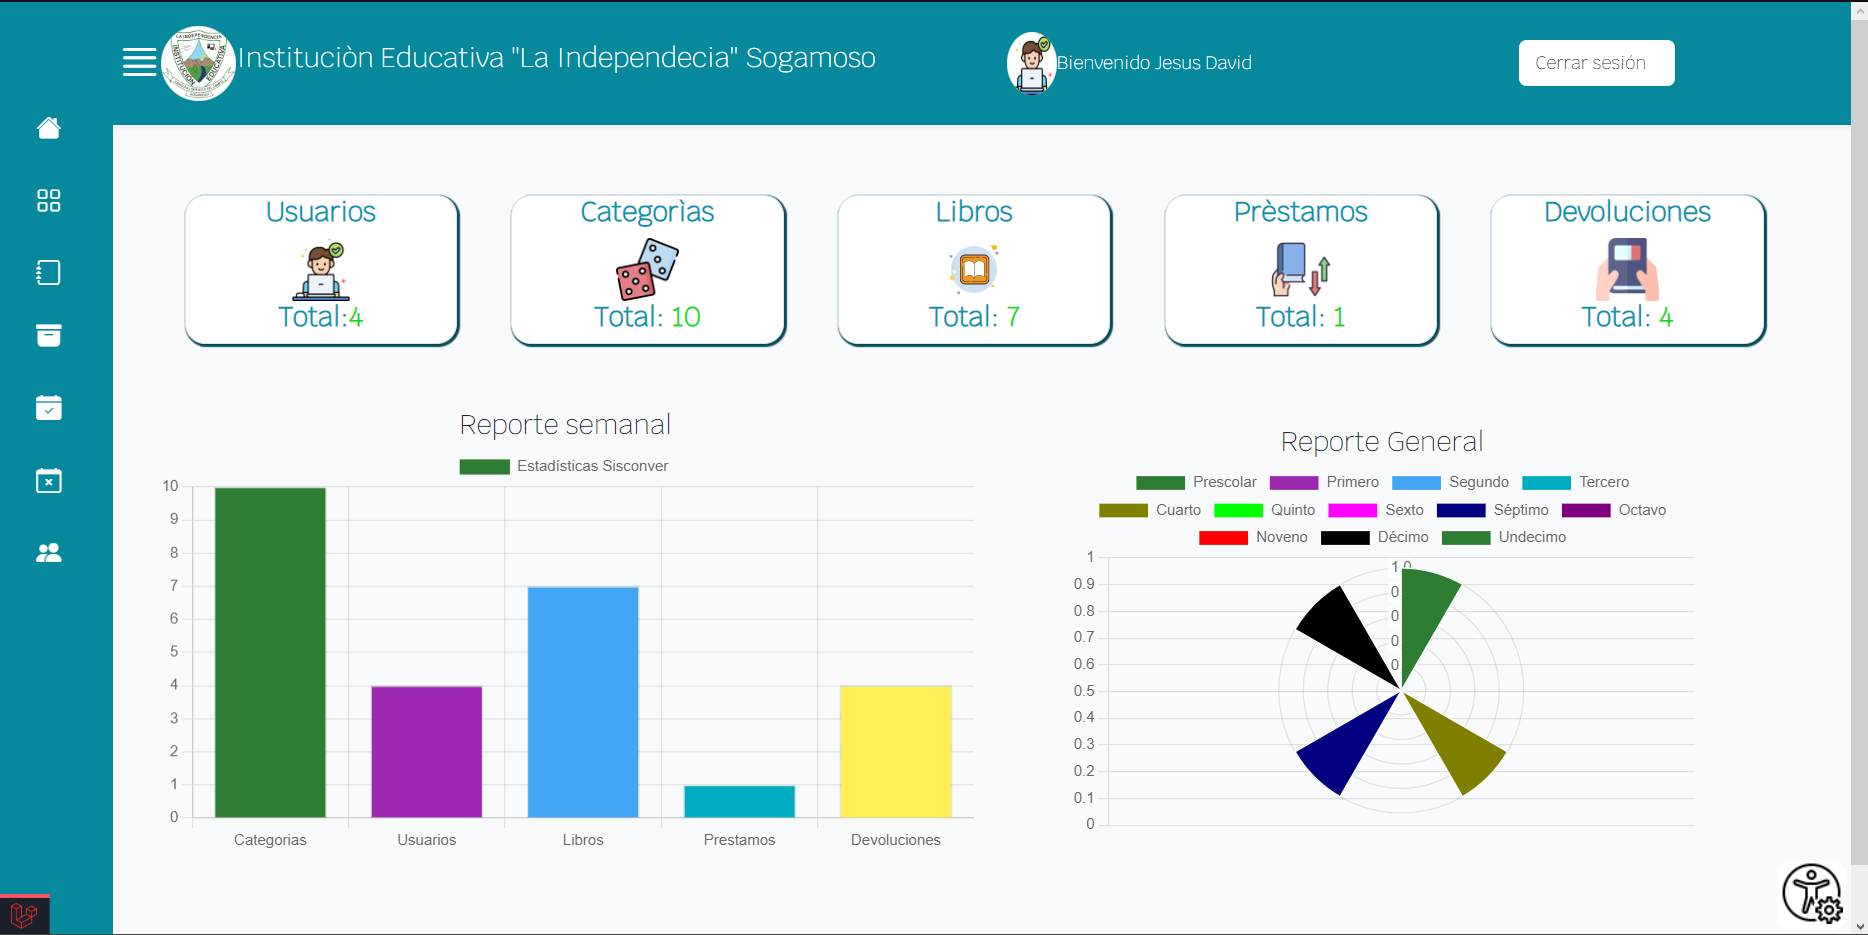 Instituciòn Educativa "La Independecia" Sogamoso
Bienvenido Jesus David
Cerrar sesión
Usuarios
Total:4
Categorìas
Total: 10
Libros
Total: 7
Prèstamos
Total: 1
Devoluciones
Total: 4
Reporte semanal
Estadísticas Sisconver
10
9
8
7
6
5
4
3
2
1
0
Categorias Usuarios Libros Prestamos Devoluciones
Reporte General
Prescolar Primero Segundo Tercero
Cuarto Quinto Sexto Séptimo Octavo
Noveno Décimo Undecimo
1
0.9
0.8
0.7
0.6
0.5
0.4
0.3
0.2
0.1
0
1.0
0
0
0
0